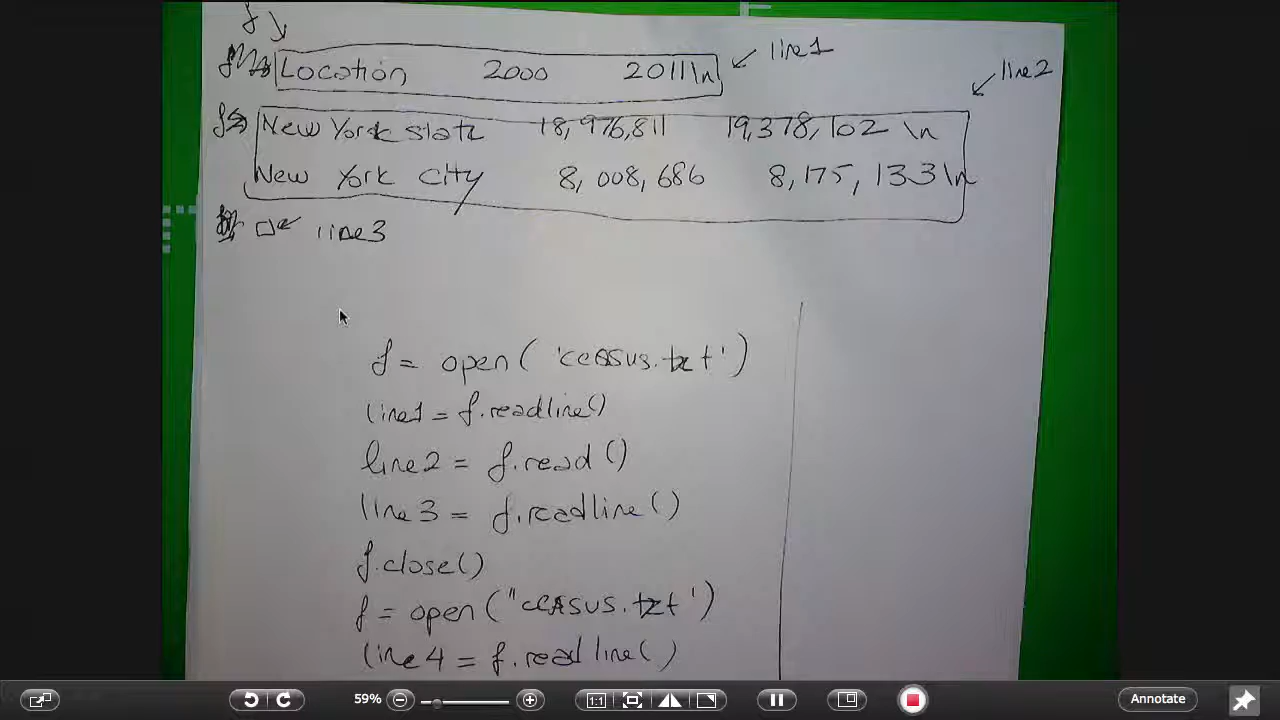 f
Location 2000 2011\n line1
line2
f New York State 18,976,811 19,378,102 \n
New York city 8,008,686 8,175,133\n
line3
f = open( 'census.txt')
line1 = f.readline()
line2 = f.read()
line3 = f.readline()
f.close()
f = open("census.txt')
line4 = f.readline()
59%
1:1
Annotate